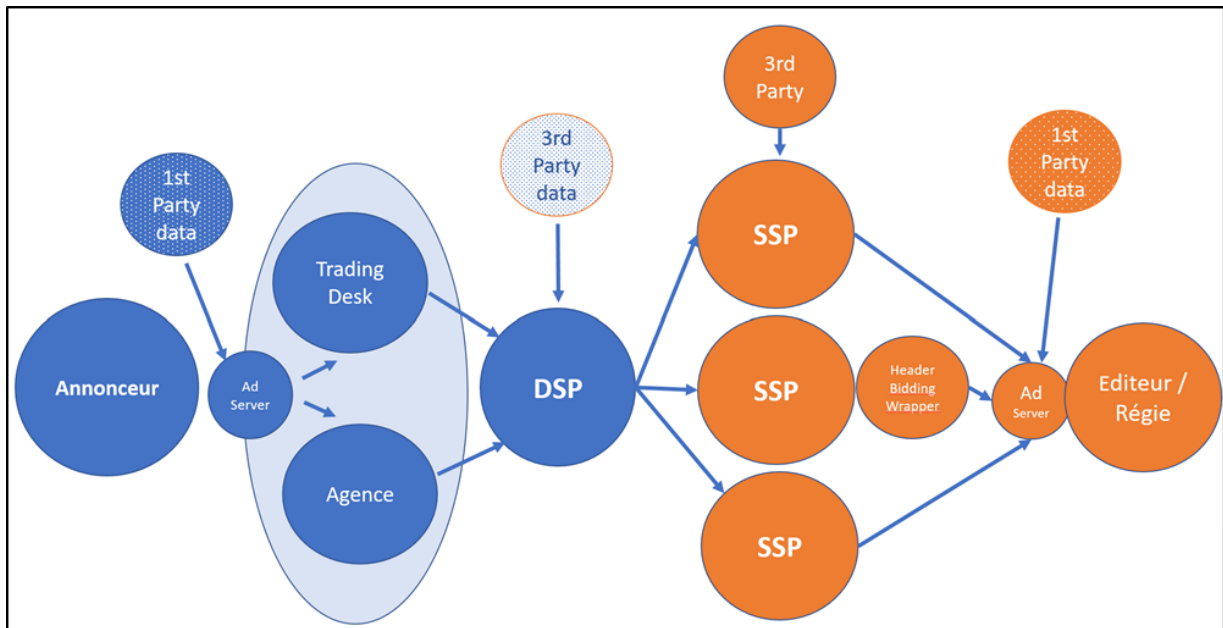 Annonceur
1st
Party
data
Ad
Server
Trading
Desk
Agence
3rd
Party
data
DSP
3rd
Party
SSP
SSP
SSP
Header
Bidding
Wrapper
1st
Party
data
Ad
Server
Editeur /
Régie